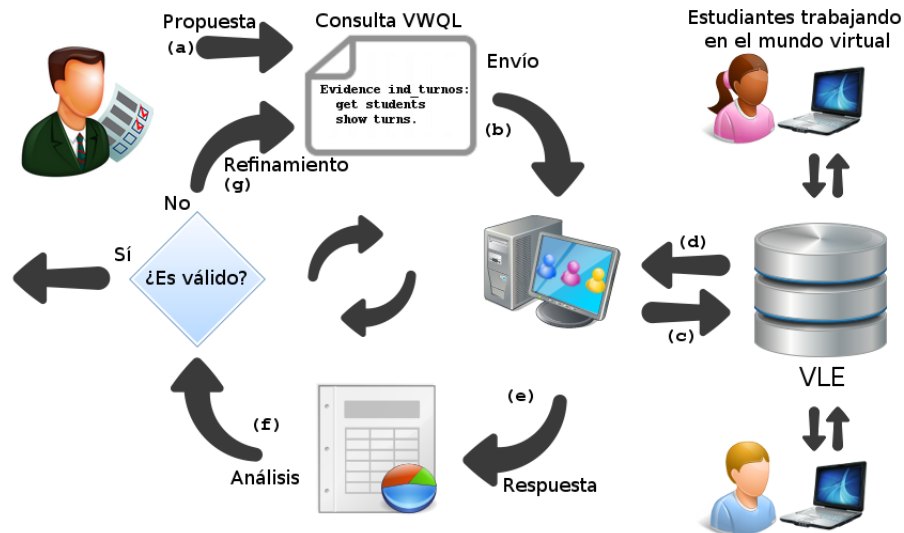 Propuesta
(a)
Consulta VWQL
Evidence ind_turnos:
get students
show turns.
Envío
(b)
Estudiantes trabajando
en el mundo virtual
Refinamiento
(g)
No
Sí
¿Es válido?
(d)
(c)
VLE
(e)
Respuesta
(f)
Análisis